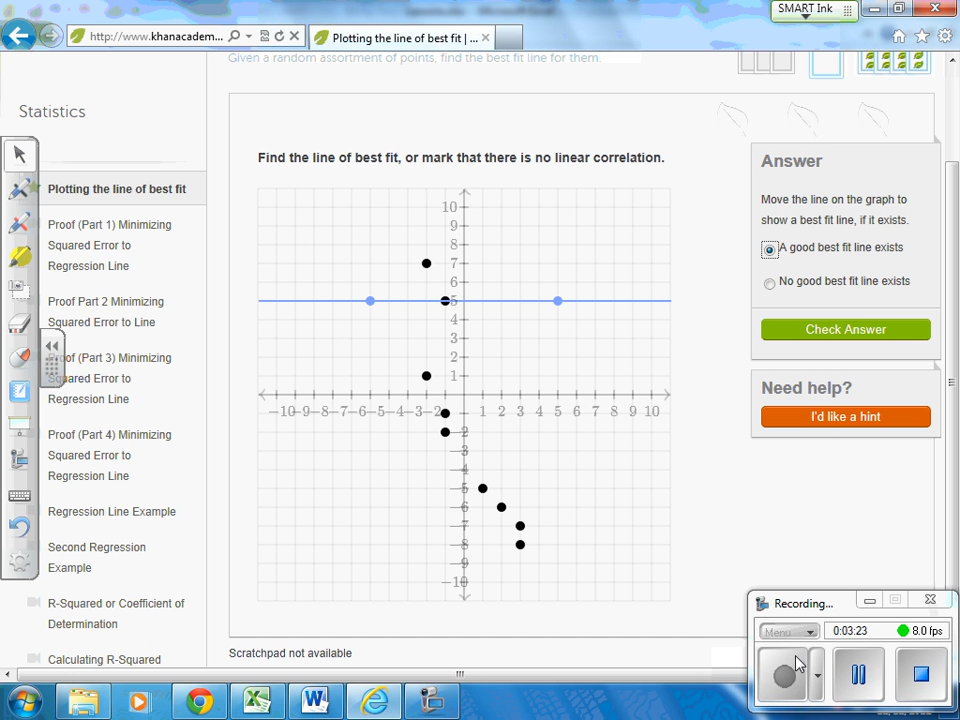 SMART Ink
http://www.khanacadem...
Plotting the line of best fit | ...
Given a random assortment of points, find the best fit line for them.
Statistics
Plotting the line of best fit
Proof (Part 1) Minimizing
Squared Error to
Regression Line
Proof Part 2 Minimizing
Squared Error to Line
Proof (Part 3) Minimizing
Squared Error to
Regression Line
Proof (Part 4) Minimizing
Squared Error to
Regression Line
Regression Line Example
Second Regression
Example
R-Squared or Coefficient of
Determination
Calculating R-Squared
Find the line of best fit, or mark that there is no linear correlation.
10
9
8
7
6
5
4
3
2
1
-10 -9 -8 -7 -6 -5 -4 -3 -2 1 2 3 4 5 6 7 8 9 10
-2
-3
-4
-5
-6
-7
-8
-9
-10
Scratchpad not available
Answer
Move the line on the graph to
show a best fit line, if it exists.
A good best fit line exists
No good best fit line exists
Check Answer
Need help?
I'd like a hint
Recording...
Menu
0:03:23
8.0 fps